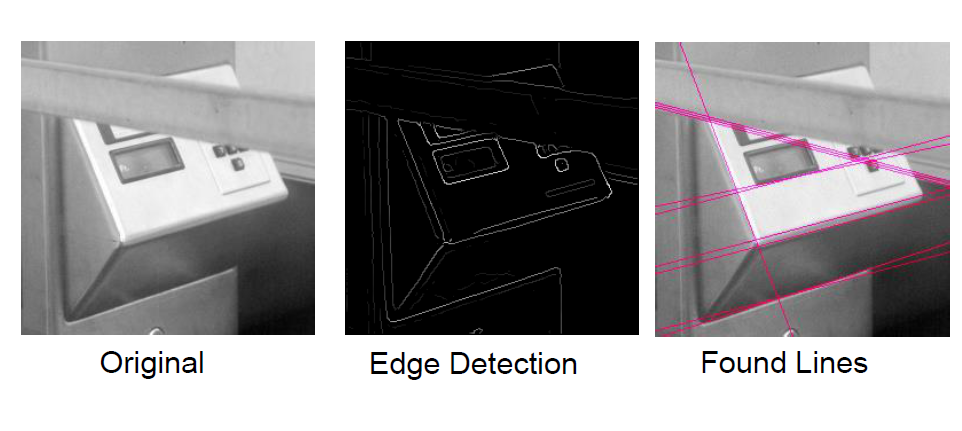 Original
Edge Detection
Found Lines